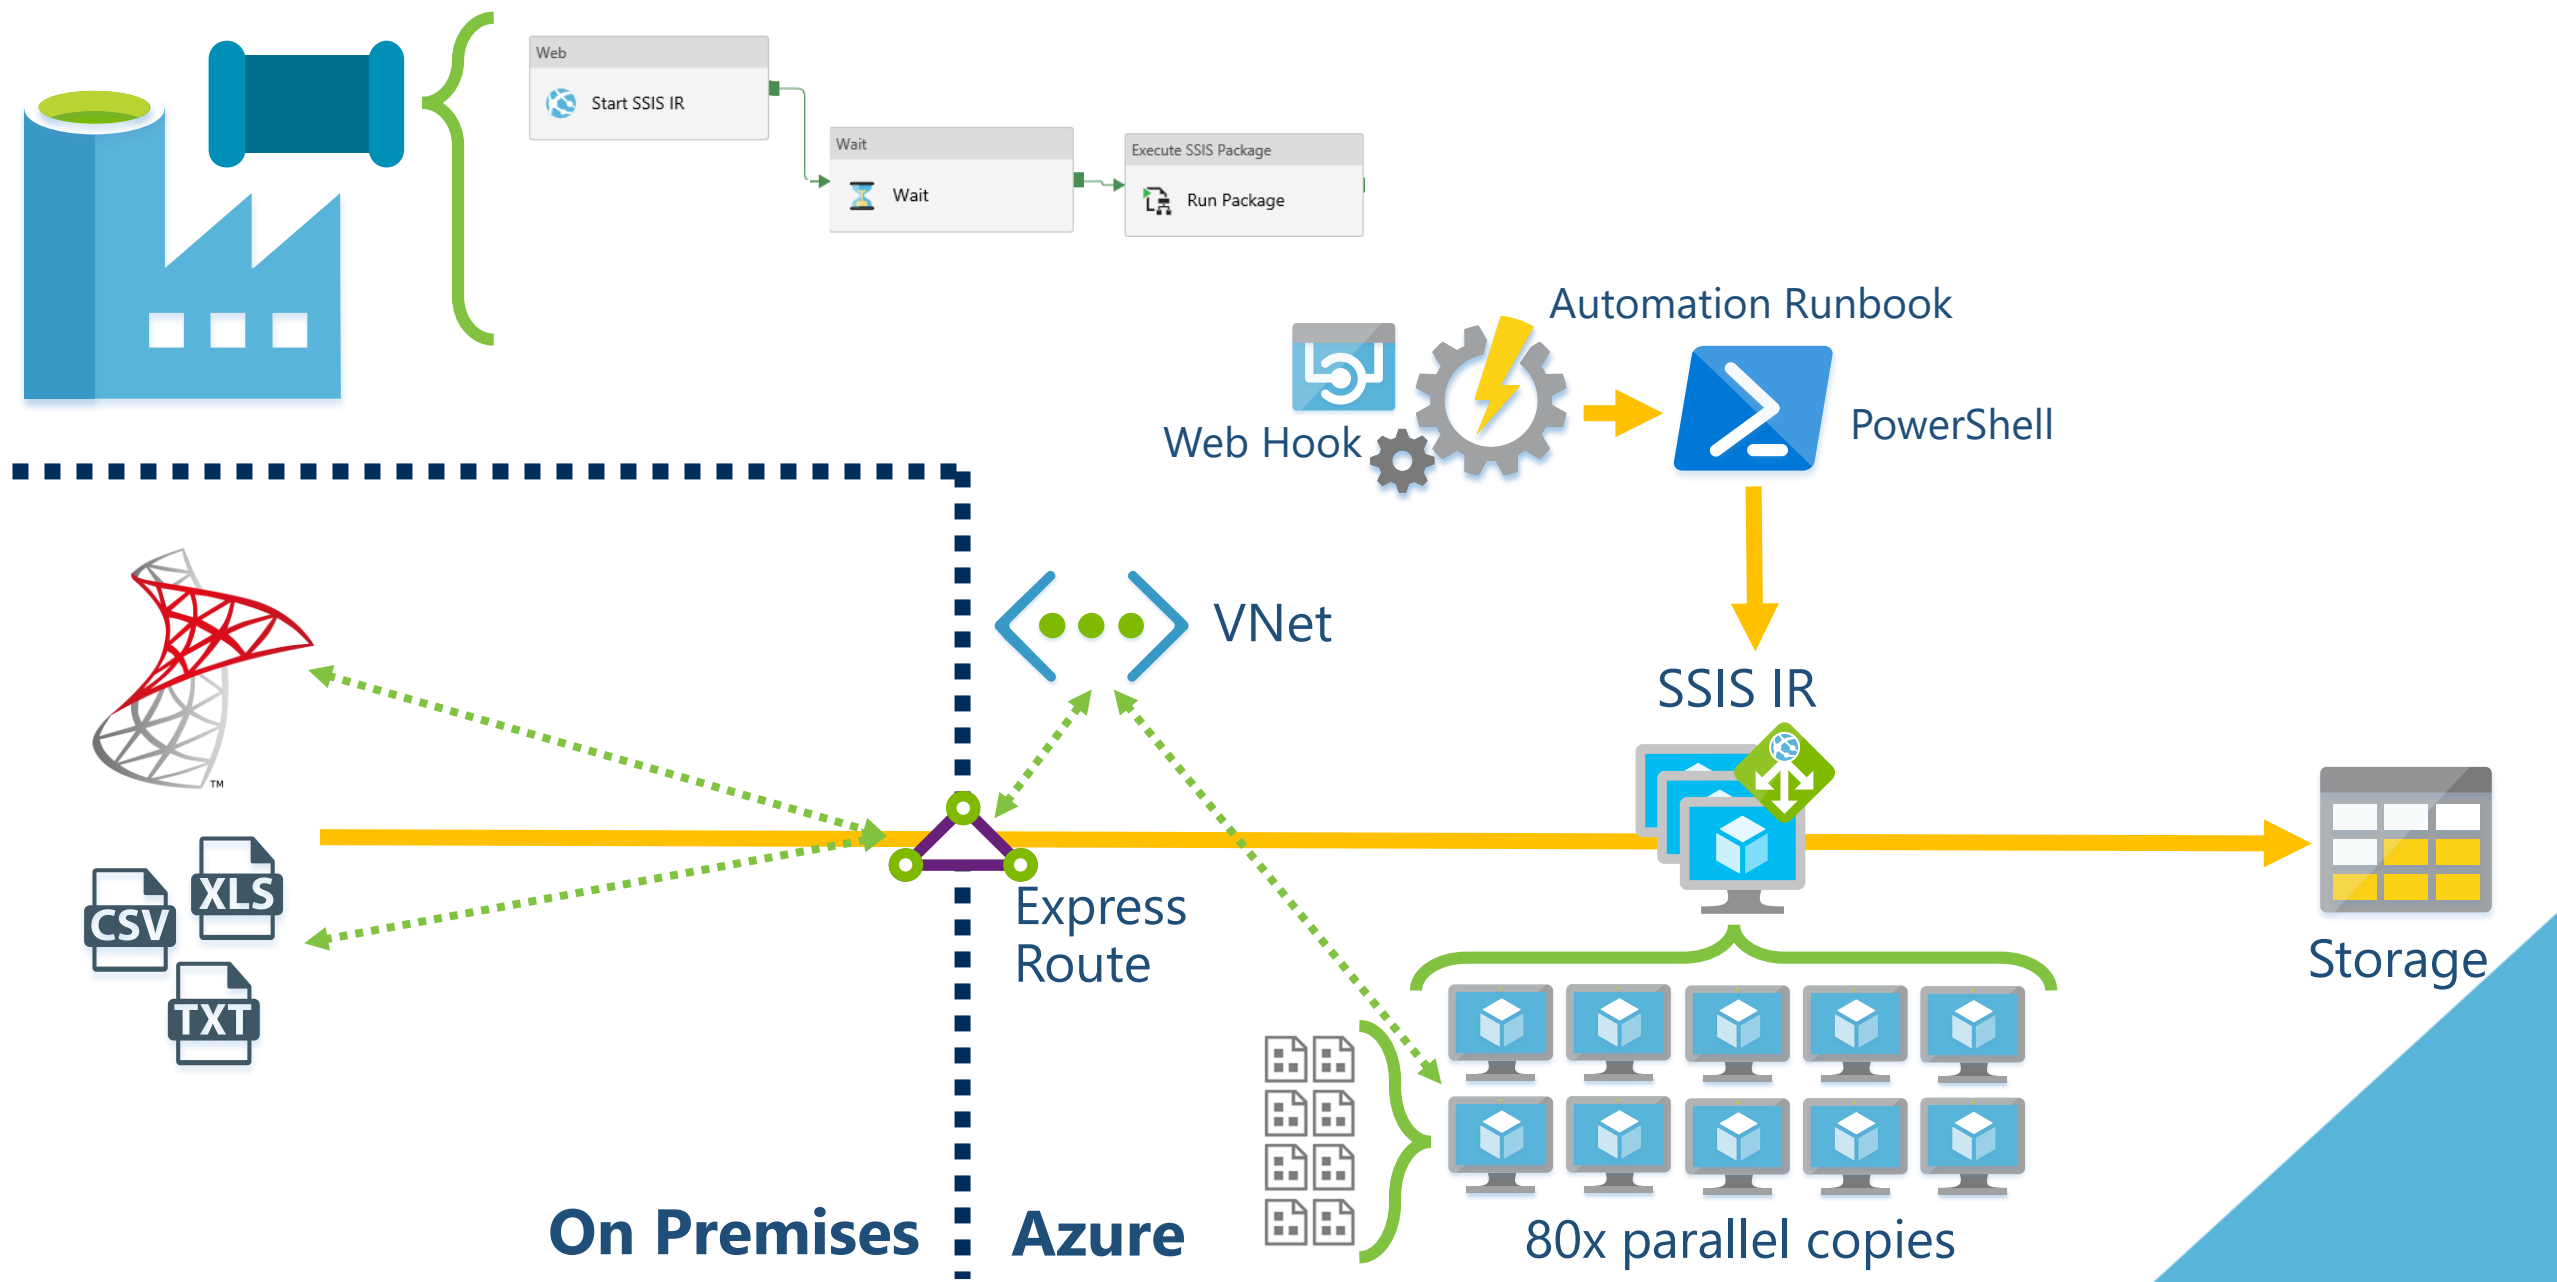 Web
Start SSIS IR
Wait
Wait
Execute SSIS Package
Run Package
Automation Runbook
Web Hook
PowerShell
VNet
SSIS IR
TM
XLS
CSV
TXT
Express
Route
Storage
On Premises
Azure
80x parallel copies